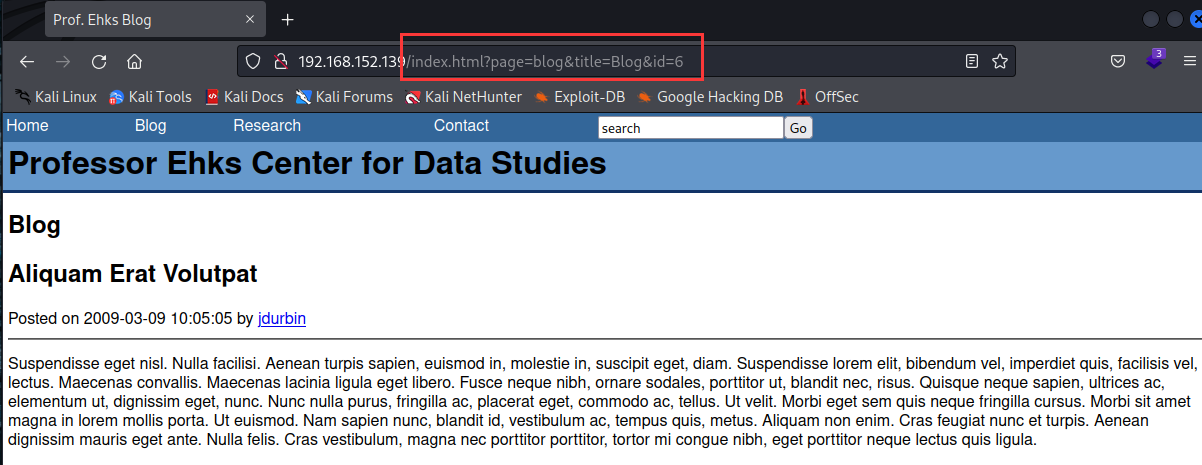 Prof. Ehks Blog
192.168.152.139/index.html?page=blog&title=Blog&id=6
3
Kali Linux Kali Tools Kali Docs Kali Forums Kali NetHunter Exploit-DB Google Hacking DB OffSec
Home Blog Research Contact search Go
Professor Ehks Center for Data Studies
Blog
Aliquam Erat Volutpat
Posted on 2009-03-09 10:05:05 by jdurbin
Suspendisse eget nisl. Nulla facilisi. Aenean turpis sapien, euismod in, molestie in, suscipit eget, diam. Suspendisse lorem elit, bibendum vel, imperdiet quis, facilisis vel,
lectus. Maecenas convallis. Maecenas lacinia ligula eget libero. Fusce neque nibh, ornare sodales, porttitor ut, blandit nec, risus. Quisque neque sapien, ultrices ac,
elementum ut, dignissim eget, nunc. Nunc nulla purus, fringilla ac, placerat eget, commodo ac, tellus. Ut velit. Morbi eget sem quis neque fringilla cursus. Morbi sit amet
magna in lorem mollis porta. Ut euismod. Nam sapien nunc, blandit id, vestibulum ac, tempus quis, metus. Aliquam non enim. Cras feugiat nunc et turpis. Aenean
dignissim mauris eget ante. Nulla felis. Cras vestibulum, magna nec porttitor porttitor, tortor mi congue nibh, eget porttitor neque lectus quis ligula.